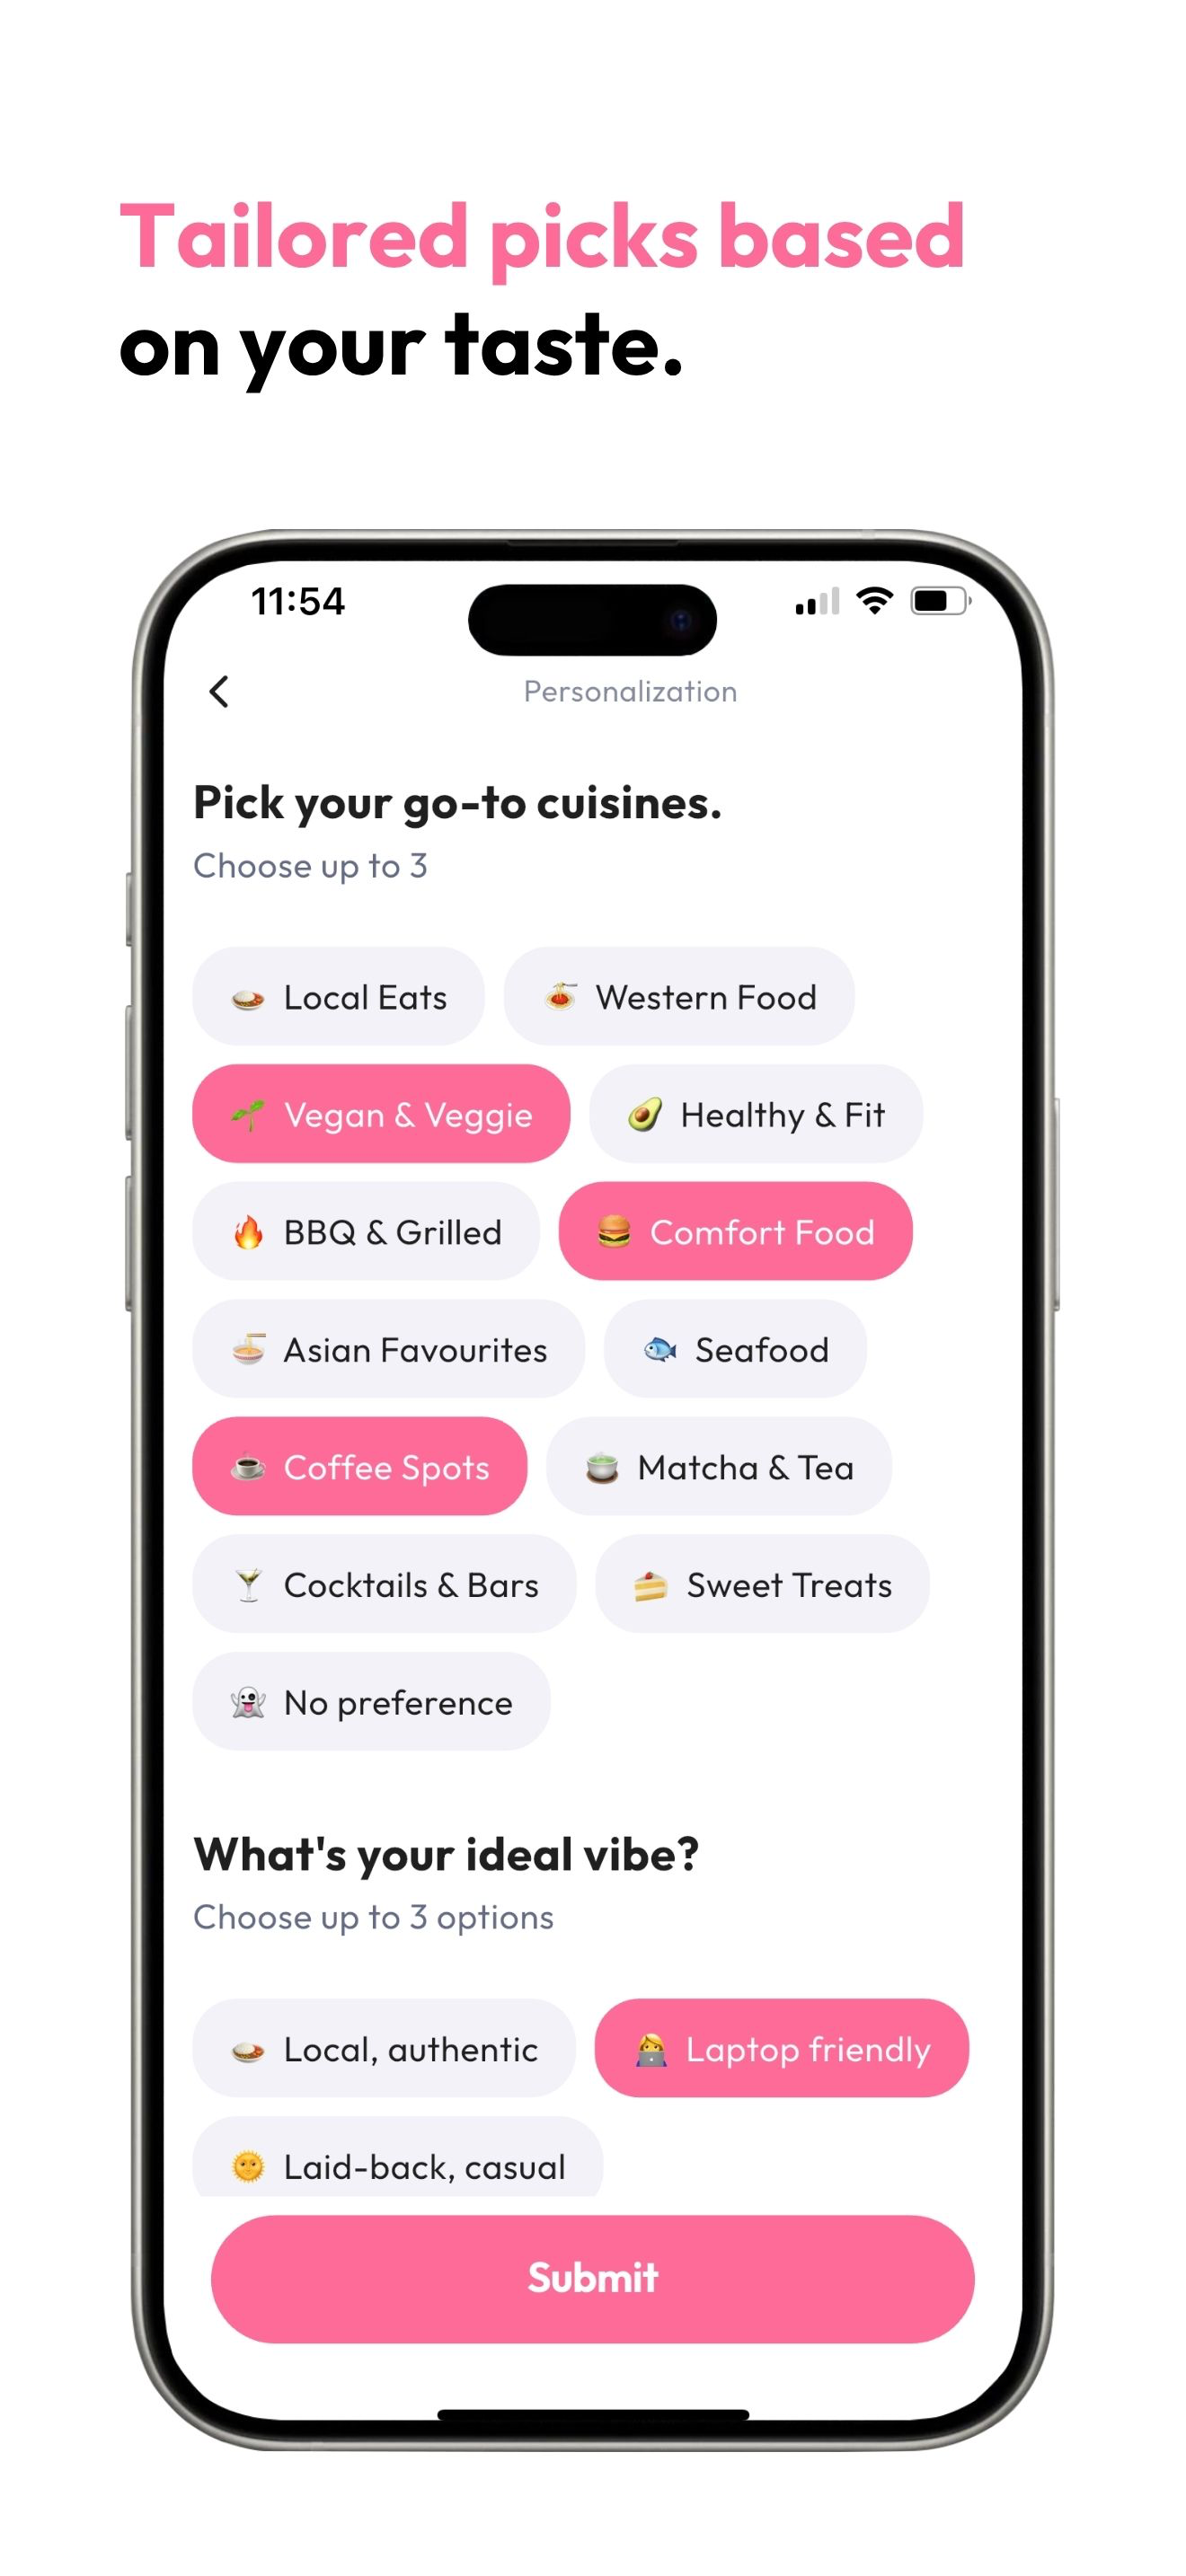 Tailored picks based
on your taste.
11:54
Personalization
Pick your go-to cuisines.
Choose up to 3
Local Eats
Western Food
Vegan & Veggie
Healthy & Fit
BBQ & Grilled
Comfort Food
Asian Favourites
Seafood
Coffee Spots
Matcha & Tea
Cocktails & Bars
Sweet Treats
No preference
What's your ideal vibe?
Choose up to 3 options
Local, authentic
Laptop friendly
Laid-back, casual
Submit